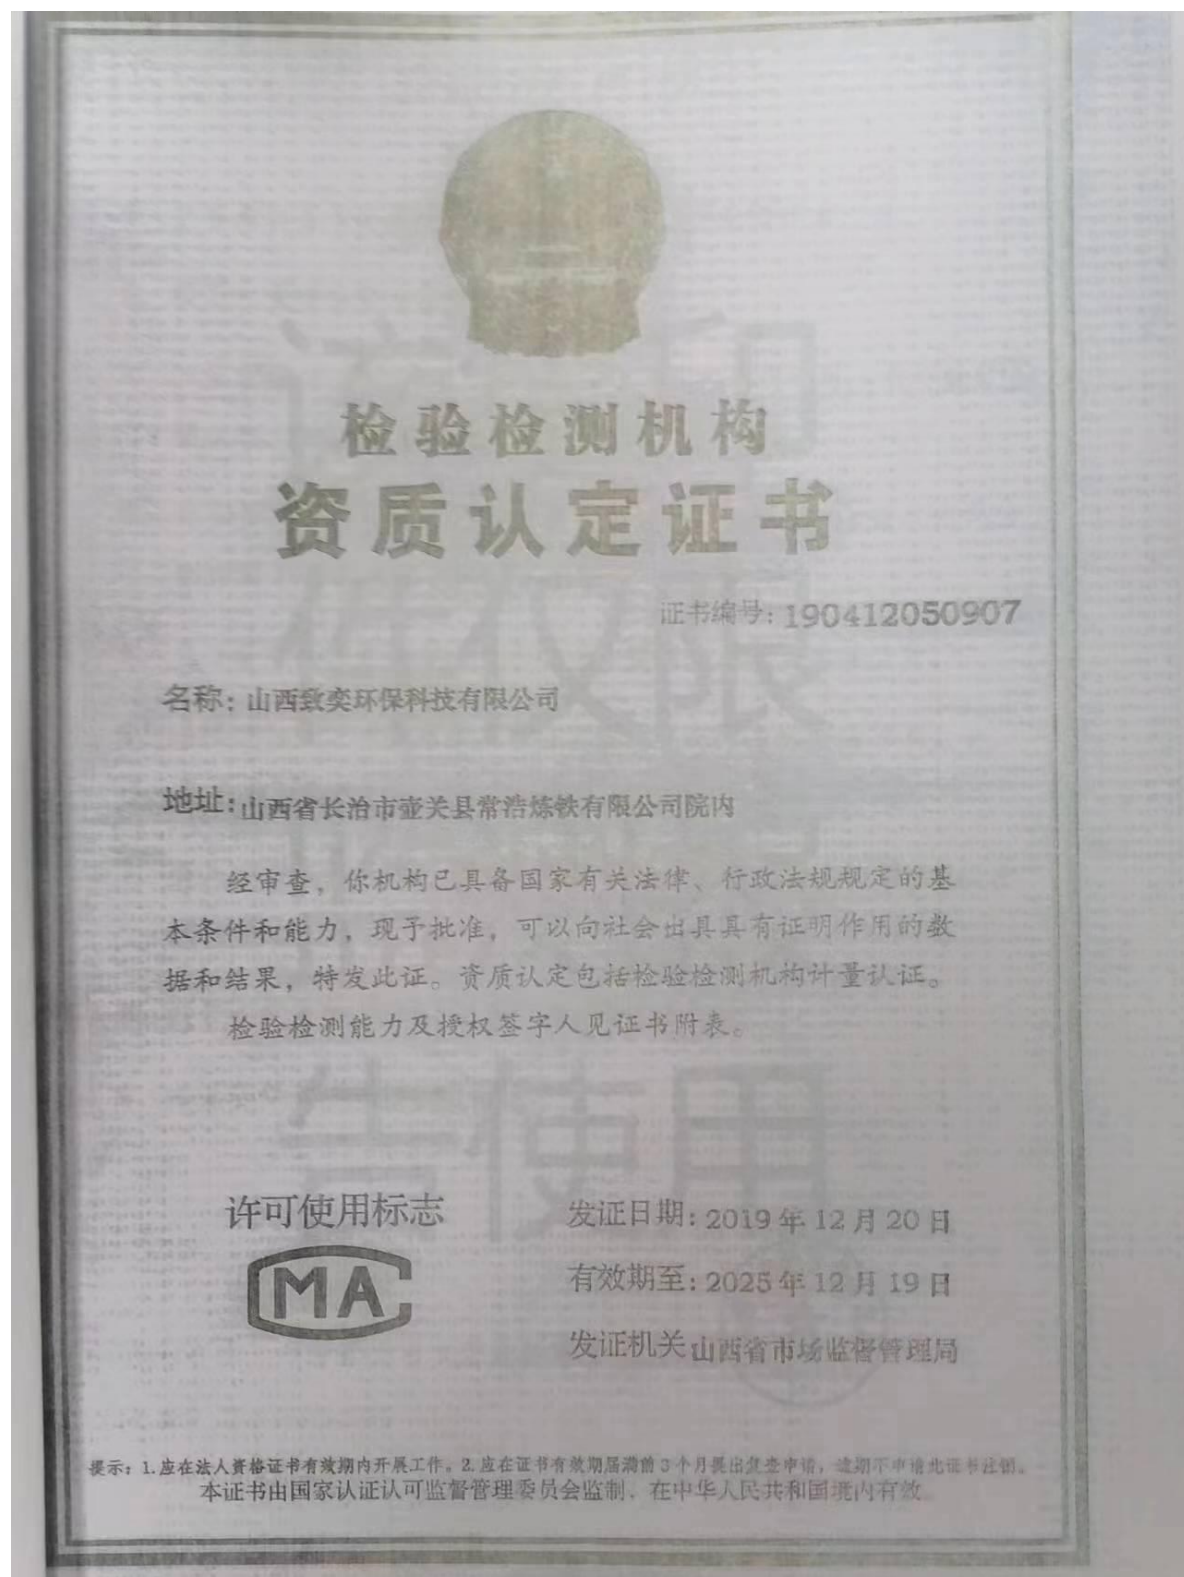 检验检测机构
资质认定证书
证书编号: 190412050907
名称: 山西致奕环保科技有限公司
地址: 山西省长治市壶关县常浩炼铁有限公司院内
经审查, 你机构已具备国家有关法律、行政法规规定的基
本条件和能力, 现予批准, 可以向社会出具具有证明作用的数
据和结果, 特发此证。资质认定包括检验检测机构计量认证。
检验检测能力及授权签字人见证书附表。
许可使用标志
MA
发证日期: 2019年12月20日
有效期至: 2025年12月19日
发证机关 山西省市场监督管理局
提示: 1.应在法人资格证书有效期内开展工作。2.应在证书有效期届满前3个月提出复查申请, 逾期不申请此证书注销。
本证书由国家认证认可监督管理委员会监制, 在中华人民共和国境内有效